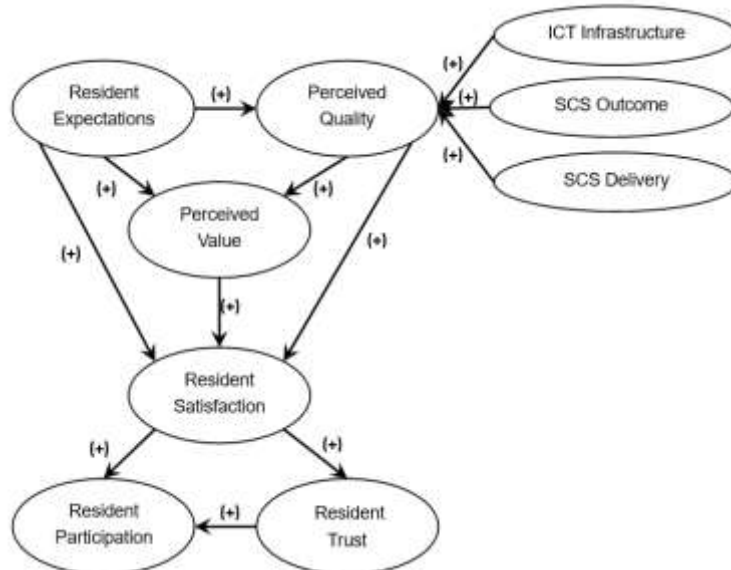 ICT Infrastructure
(+)
Resident
Expectations
(+)
Perceived
Quality
(+)
SCS Outcome
(+)
SCS Delivery
(+)
(+)
Perceived
Value
(+)
(+)
(+)
Resident
Satisfaction
(+)
(+)
Resident
Participation
(+)
Resident
Trust